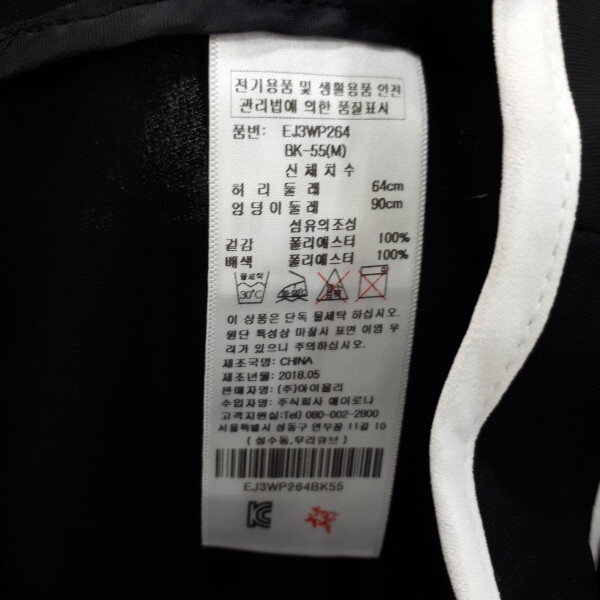 전기용품 및 생활용품 안전
관리법에 의한 품질표시
품번: EJ3WP264
BK-55(M)
신체치수
허리둘레 64cm
엉덩이둘레 90cm
섬유의조성
겉감 폴리에스터 100%
배색 폴리에스터 100%
물세탁
30℃
이 상품은 단독 물세탁 하십시오.
원단 특성상 마찰시 표면 이염 우
려가 있으니 주의하십시오.
제조국명: CHINA
제조년월: 2018.05
판매자명: (주)아이올리
수입자명: 주식회사 에이로나
고객지원실: Tel) 080-002-2800
서울특별시 성동구 연무장 11길 10
(성수동,우리큐브)
EJ3WP264BK55